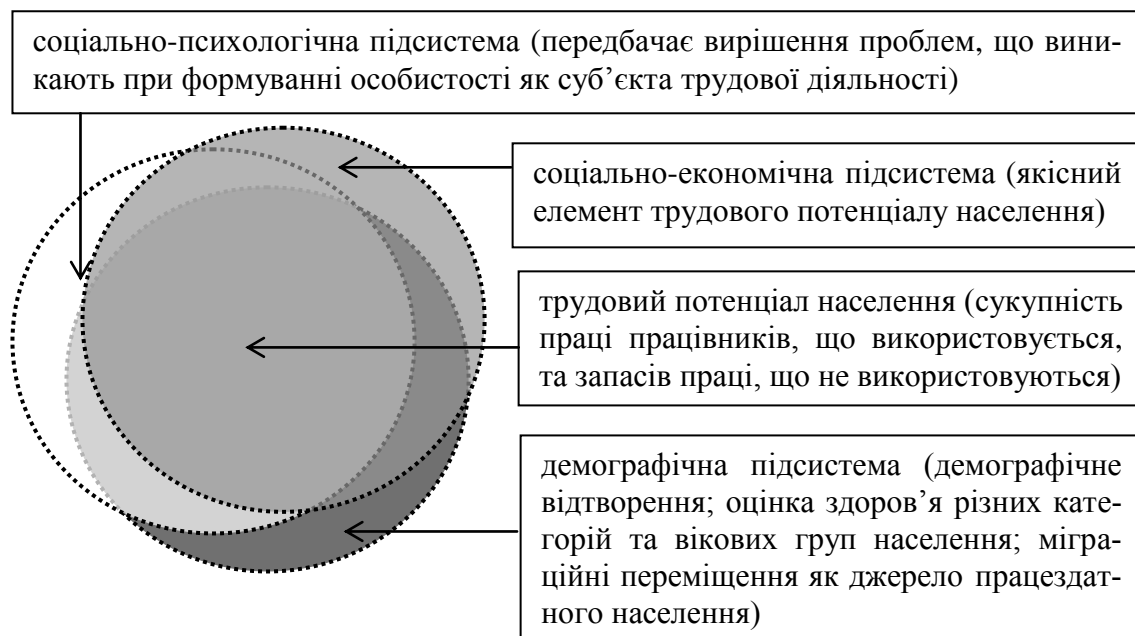 соціально-психологічна підсистема (передбачає вирішення проблем, що вини-
кають при формуванні особистості як суб’єкта трудової діяльності)
соціально-економічна підсистема (якісний
елемент трудового потенціалу населення)
трудовий потенціал населення (сукупність
праці працівників, що використовується,
та запасів праці, що не використовуються)
демографічна підсистема (демографічне
відтворення; оцінка здоров’я різних кате-
горій та вікових груп населення; мігра-
ційні переміщення як джерело працездат-
ного населення)